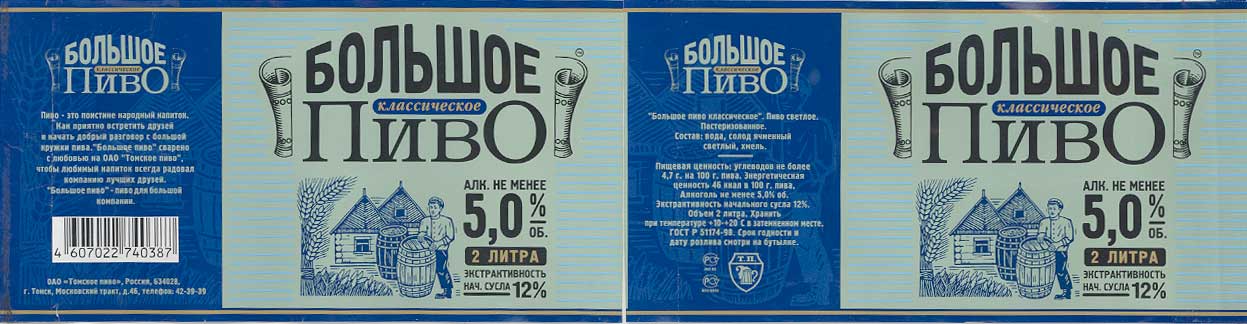 БОЛЬШОЕ
КЛАССИЧЕСКОЕ
ПИВО
Пиво - это поистине народный напиток.
Как приятно встретить друзей
и начать добрый разговор с большой
кружки пива."Большое пиво" сварено
с любовью на ОАО "Томское пиво",
чтобы любимый напиток всегда радовал
компанию лучших друзей.
"Большое пиво" - пиво для большой
компании.
4 607022 740387
ОАО «Томское пиво», Россия, 634028,
г. Томск, Московский тракт, д.46, телефон: 42-39-39
БОЛЬШОЕ
TM
классическое
ПИВО
АЛК. НЕ МЕНЕЕ
5,0 % ОБ.
2 ЛИТРА
ЭКСТРАКТИВНОСТЬ
НАЧ. СУСЛА 12%
БОЛЬШОЕ
КЛАССИЧЕСКОЕ
ПИВО
"Большое пиво классическое". Пиво светлое.
Пастеризованное.
Состав: вода, солод ячменный
светлый, хмель.
Пищевая ценность: углеводов не более
4,7 г. на 100 г. пива. Энергетическая
ценность 46 ккал в 100 г. пива,
Алкоголь не менее 5,0% об.
Экстрактивность начального сусла 12%.
Объем 2 литра. Хранить
при температуре +10-+20 С в затемненном месте.
ГОСТ Р 51174-98. Срок годности и
дату розлива смотри на бутылке.
Т.П.
БОЛЬШОЕ
TM
классическое
ПИВО
АЛК. НЕ МЕНЕЕ
5,0 % ОБ.
2 ЛИТРА
ЭКСТРАКТИВНОСТЬ
НАЧ. СУСЛА 12%